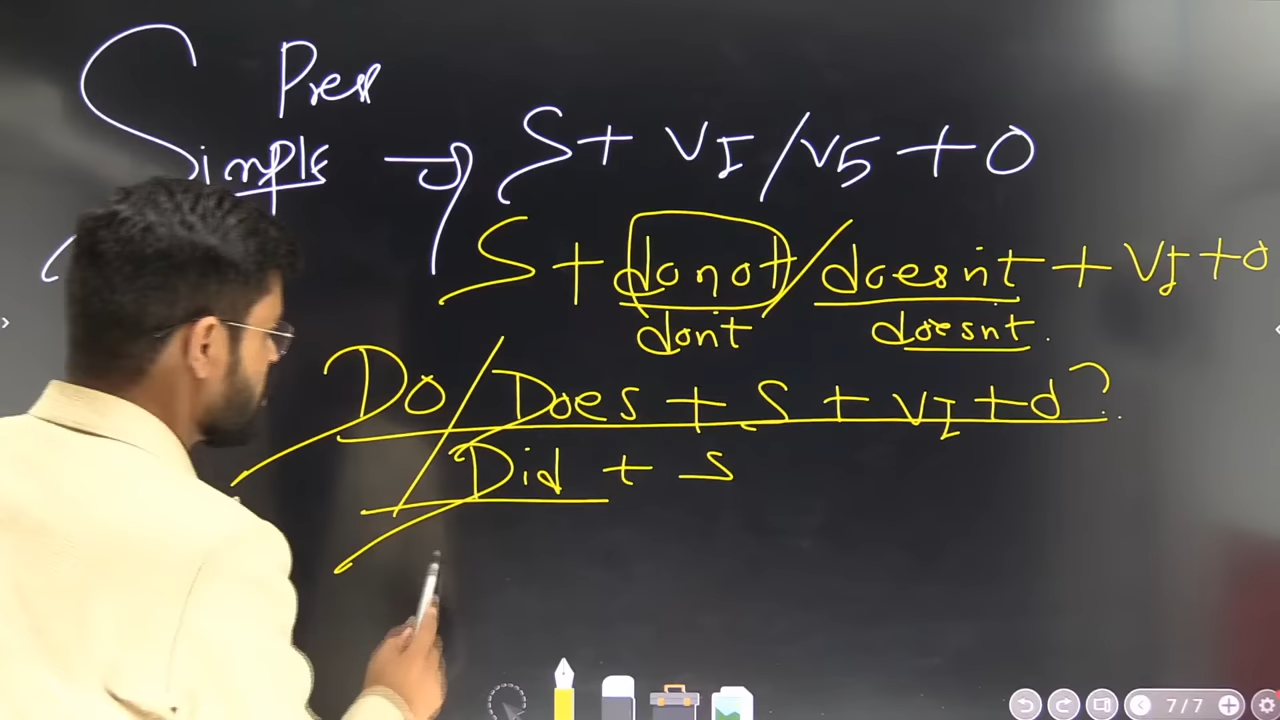 Pres
Simple → S + VI / V5 + O
S + do not / doesnt + VI + O
dont doesnt.
Do / Does + S + VI + O ?
Did + S
7/7